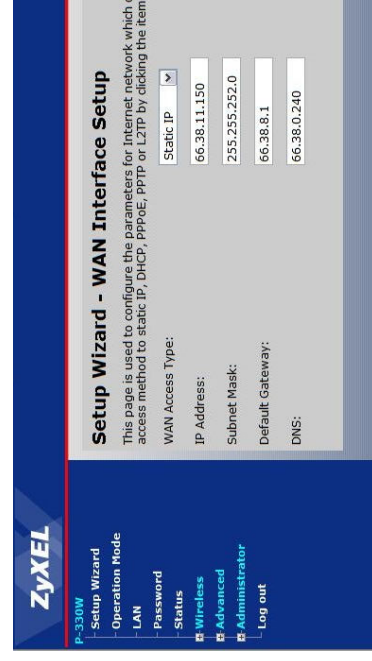 ZyXEL
P-330W
Setup Wizard
Operation Mode
LAN
Password
Status
Wireless
Advanced
Administrator
Log out
Setup Wizard - WAN Interface Setup
This page is used to configure the parameters for Internet network which
access method to static IP, DHCP, PPPoE, PPTP or L2TP by clicking the item
WAN Access Type: Static IP
IP Address: 66.38.11.150
Subnet Mask: 255.255.252.0
Default Gateway: 66.38.8.1
DNS: 66.38.0.240